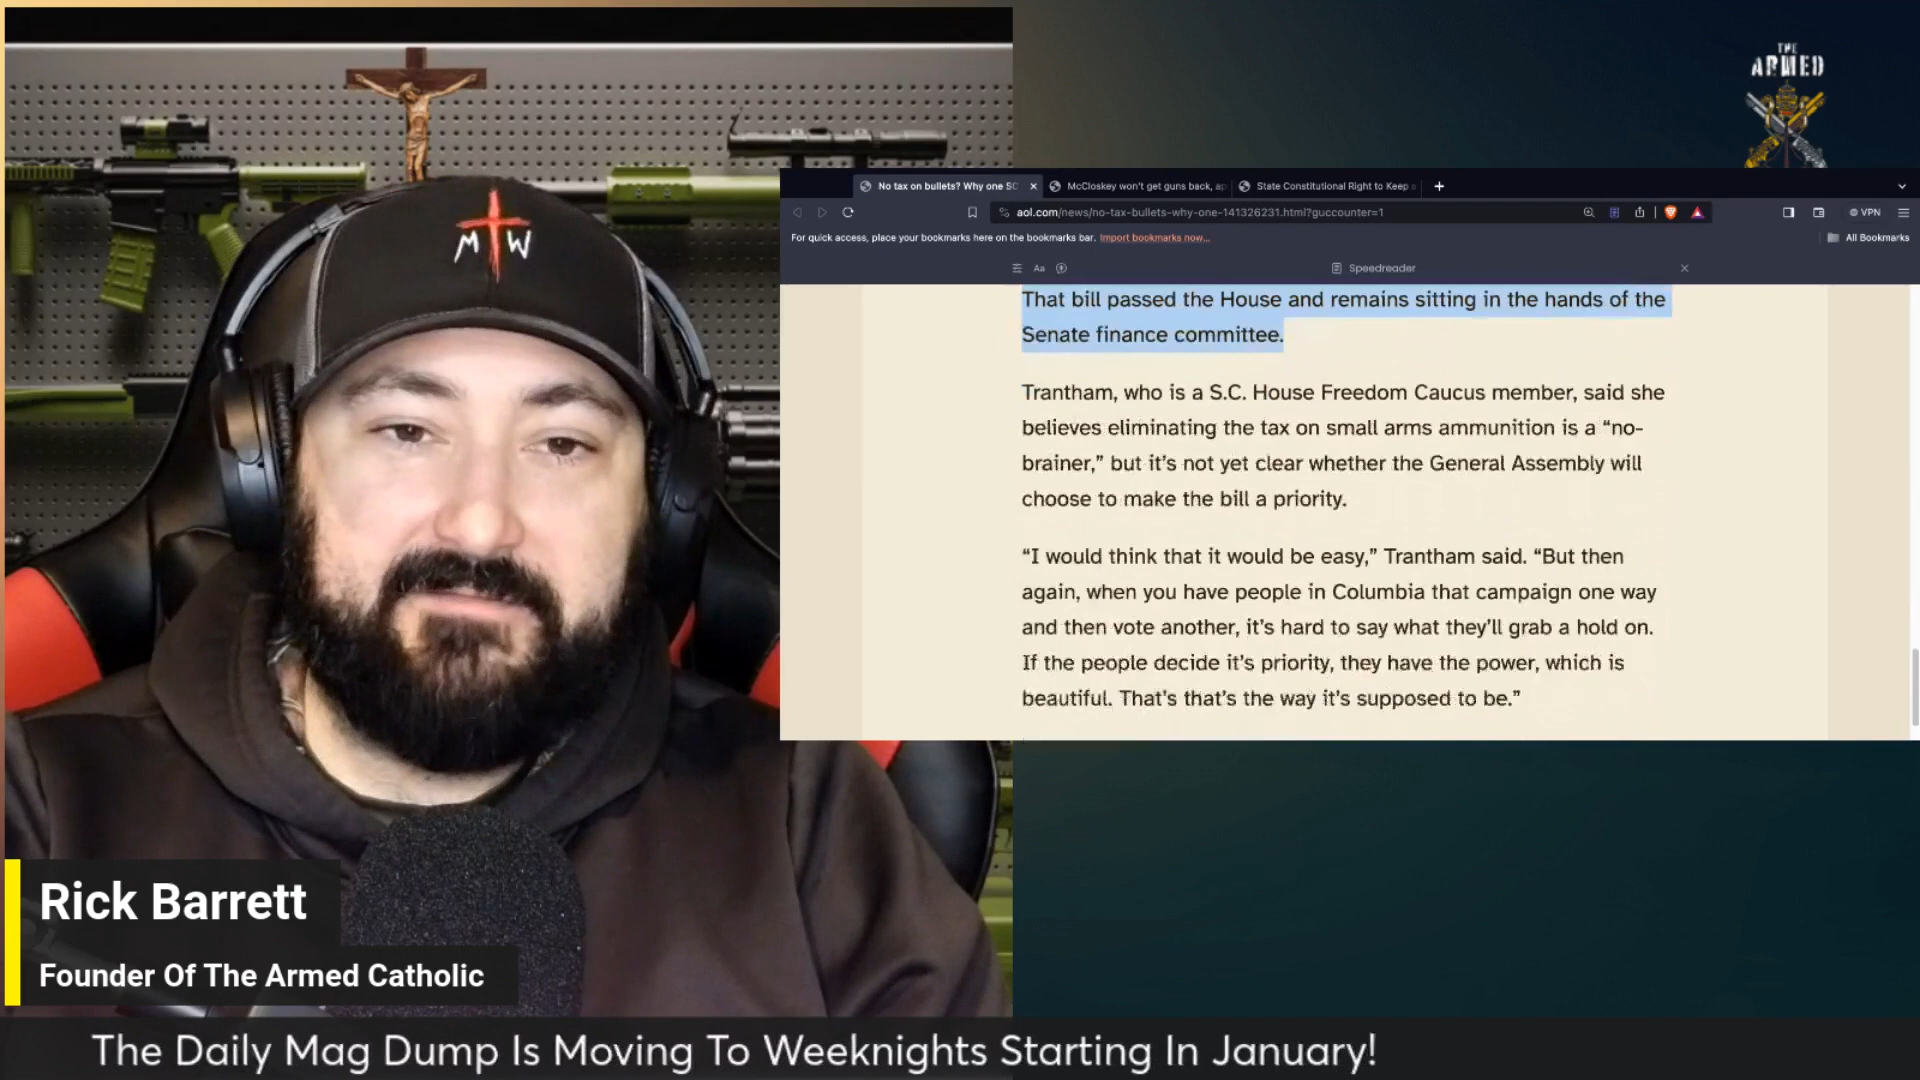 THE
ARMED
M W
No tax on bullets? Why one SC
McCloskey won't get guns back, ap
State Constitutional Right to Keep
aol.com/news/no-tax-bullets-why-one-141326231.html?guccounter=1
VPN
For quick access, place your bookmarks here on the bookmarks bar. Import bookmarks now...
All Bookmarks
Aa
Speedreader
That bill passed the House and remains sitting in the hands of the
Senate finance committee.
Trantham, who is a S.C. House Freedom Caucus member, said she
believes eliminating the tax on small arms ammunition is a “no-
brainer,” but it’s not yet clear whether the General Assembly will
choose to make the bill a priority.
“I would think that it would be easy,” Trantham said. “But then
again, when you have people in Columbia that campaign one way
and then vote another, it’s hard to say what they’ll grab a hold on.
If the people decide it’s priority, they have the power, which is
beautiful. That’s that’s the way it’s supposed to be.”
Rick Barrett
Founder Of The Armed Catholic
The Daily Mag Dump Is Moving To Weeknights Starting In January!